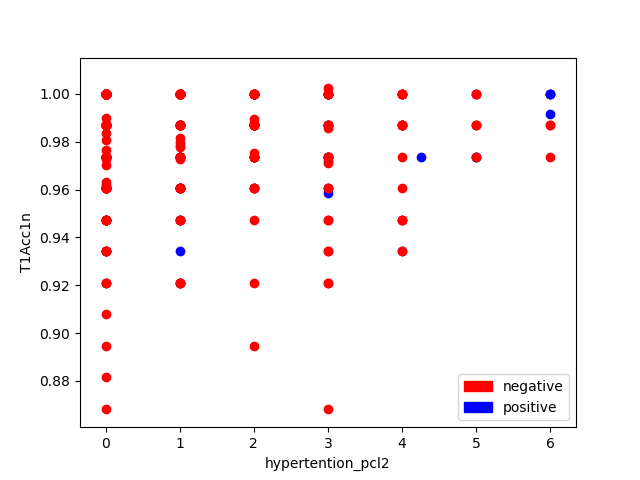 1.00
0.98
0.96
0.94
0.92
0.90
0.88
T1Acc1n
0 1 2 3 4 5 6
hypertention_pcl2
negative
positive